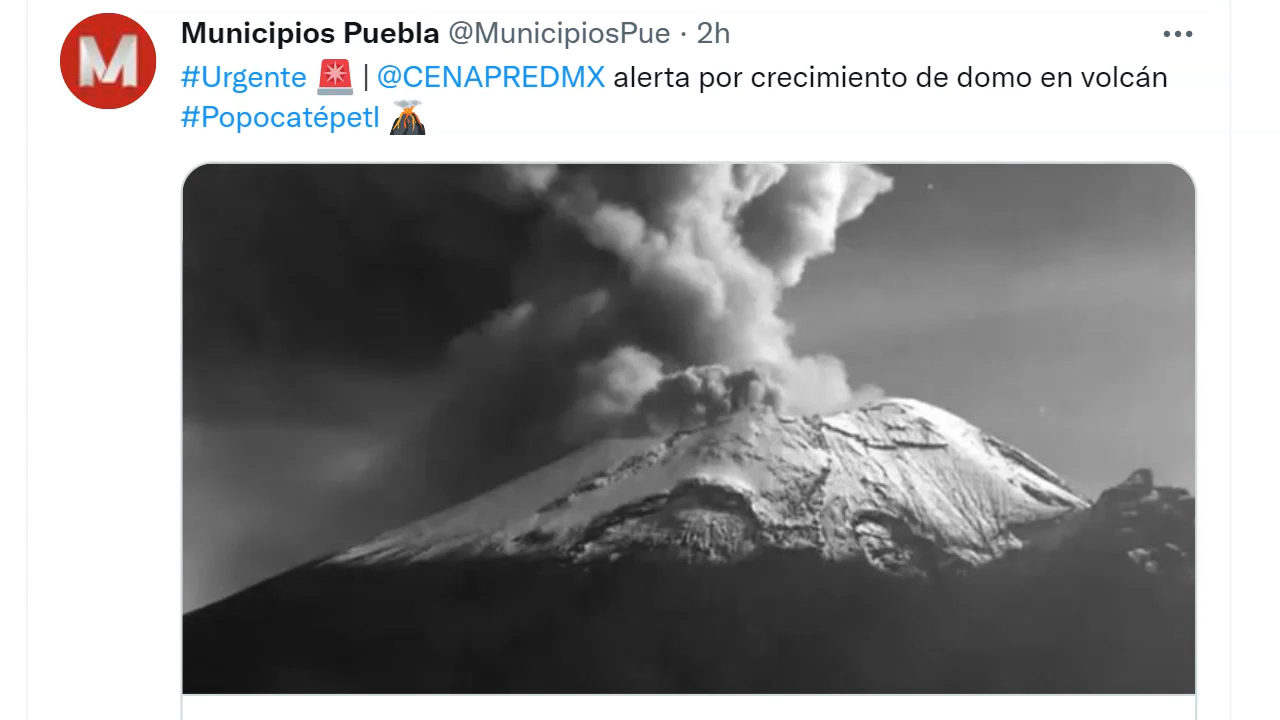 Municipios Puebla @MunicipiosPue · 2h
#Urgente 🚨 | @CENAPREDMX alerta por crecimiento de domo en volcán
#Popocatépetl 🌋
M